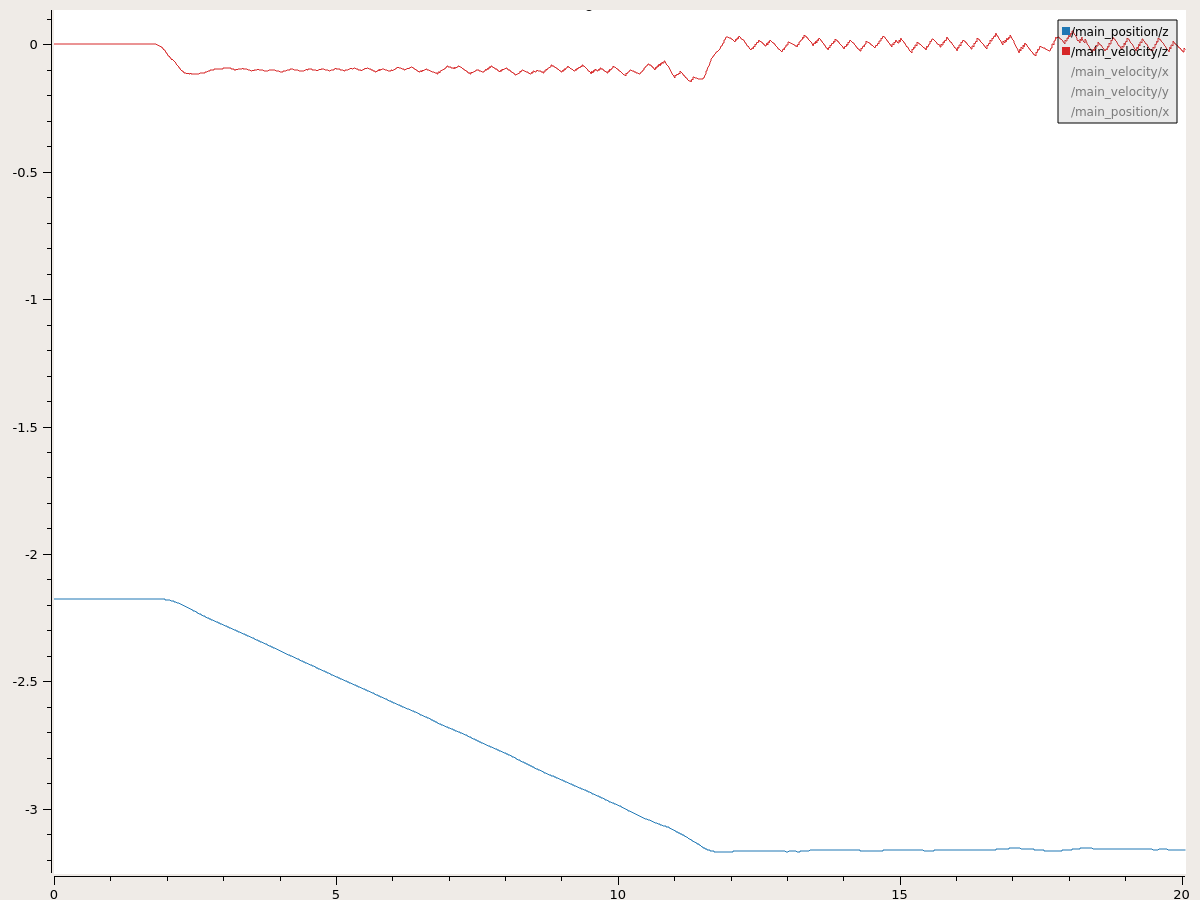 /main_position/z
/main_velocity/z
/main_velocity/x
/main_velocity/y
/main_position/x
0
-0.5
-1
-1.5
-2
-2.5
-3
0 5 10 15 20